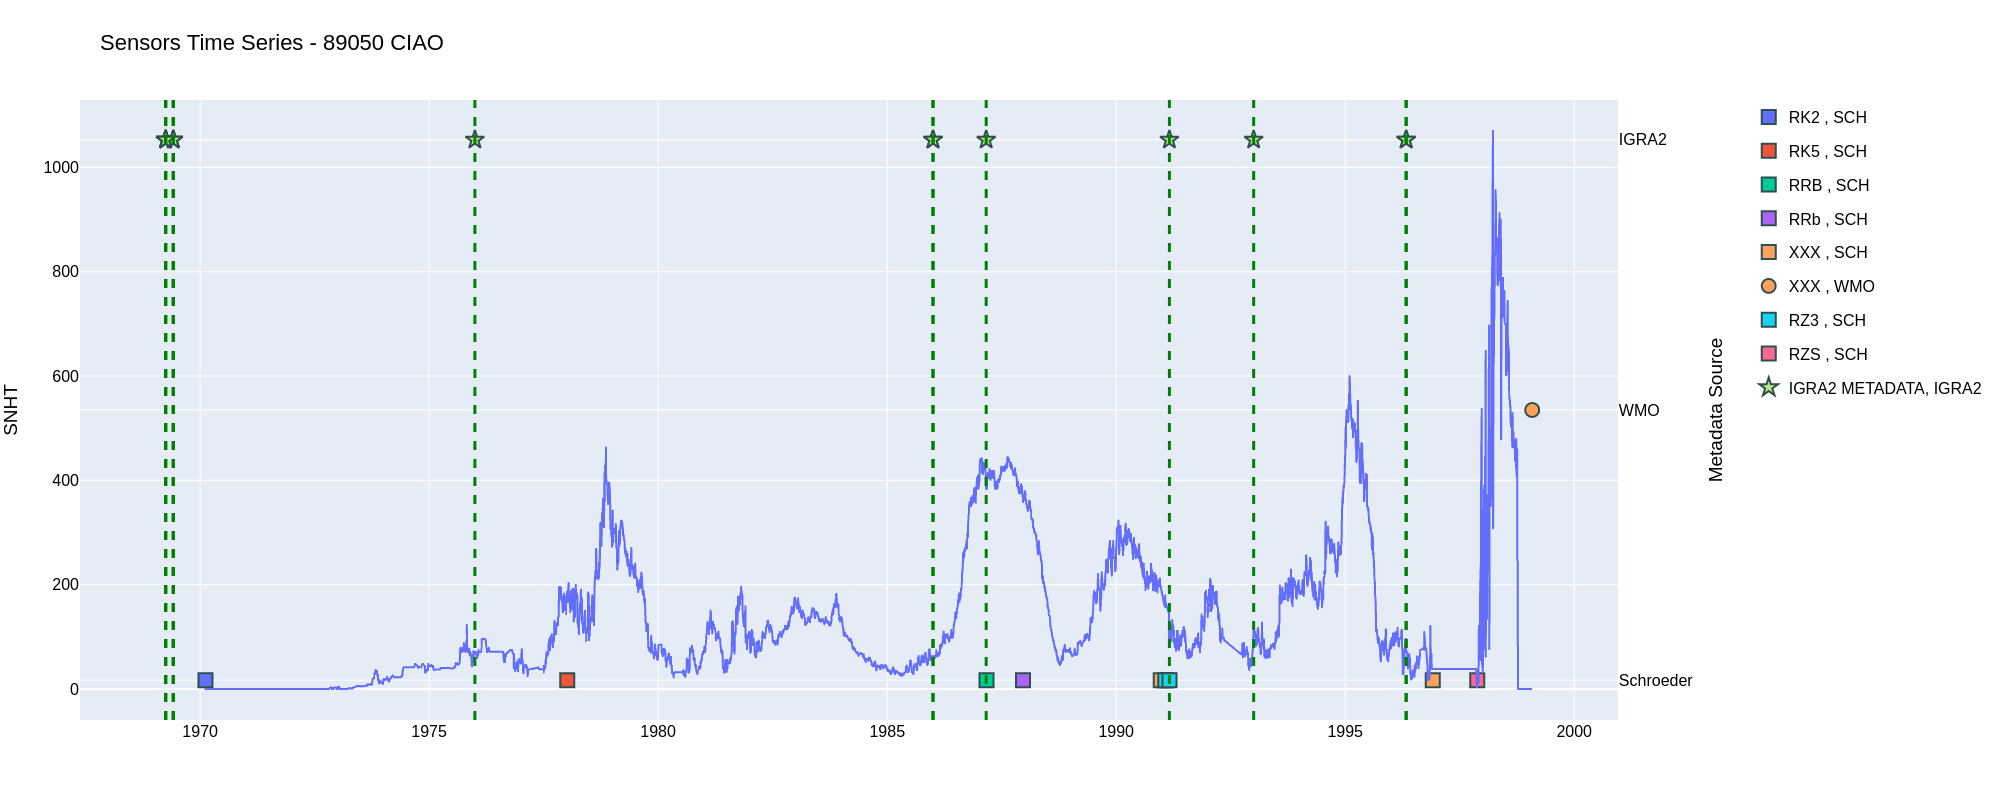 Sensors Time Series - 89050 CIAO
SNHT
1000
800
600
400
200
0
1970
1975
1980
1985
1990
1995
2000
IGRA2
WMO
Schroeder
Metadata Source
RK2 , SCH
RK5 , SCH
RRB , SCH
RRb , SCH
XXX , SCH
XXX , WMO
RZ3 , SCH
RZS , SCH
IGRA2 METADATA, IGRA2